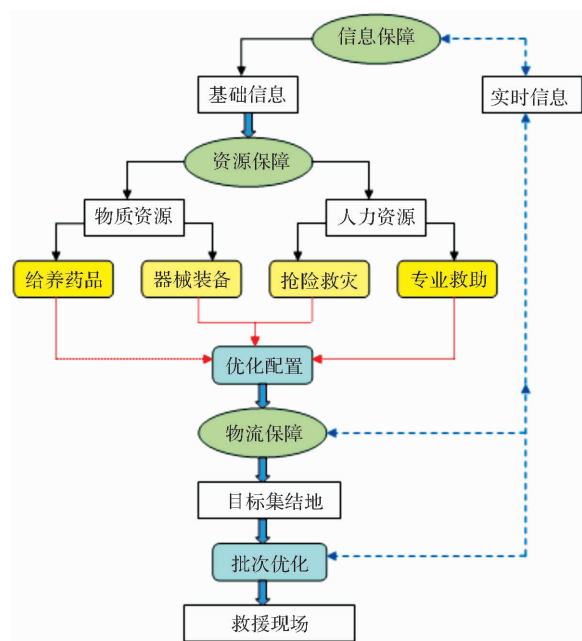 信息保障
基础信息
实时信息
资源保障
物质资源
人力资源
给养药品
器械装备
抢险救灾
专业救助
优化配置
物流保障
目标集结地
批次优化
救援现场